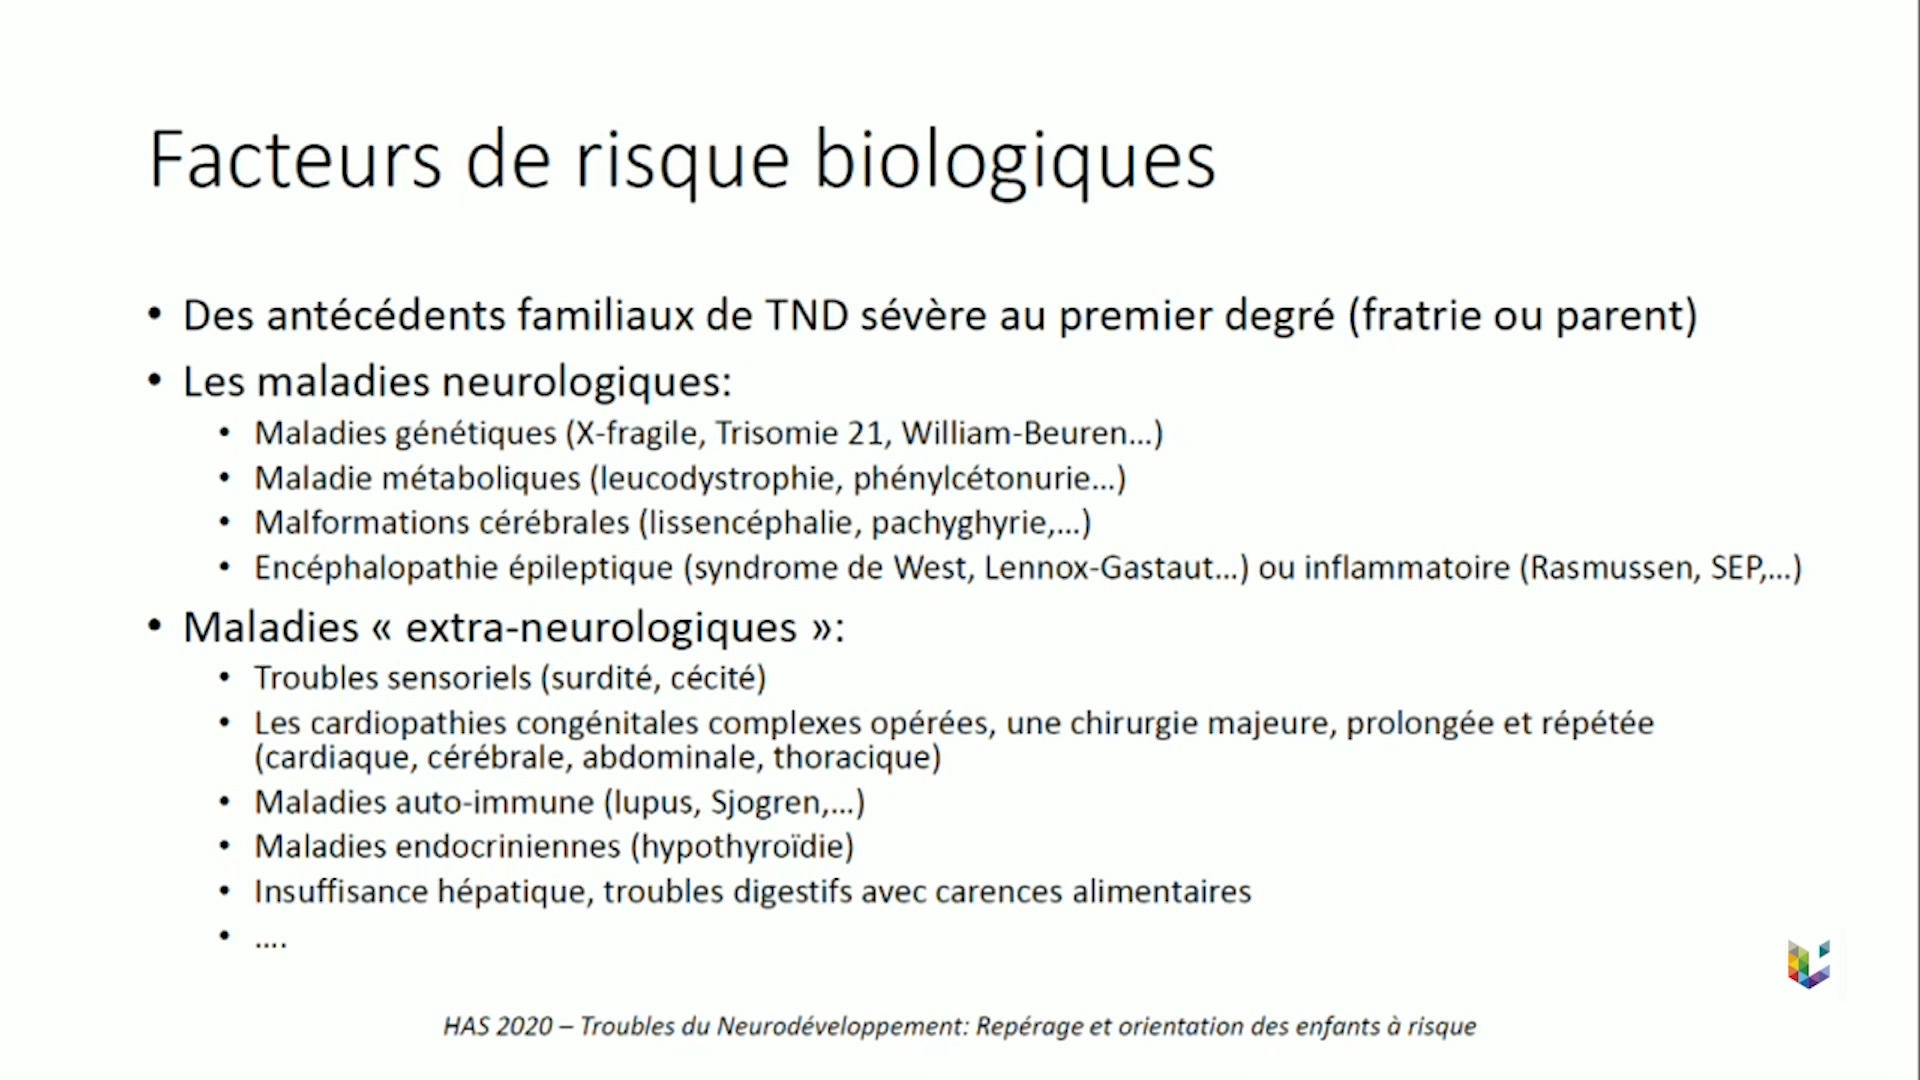 Facteurs de risque biologiques
• Des antécédents familiaux de TND sévère au premier degré (fratrie ou parent)
• Les maladies neurologiques:
• Maladies génétiques (X-fragile, Trisomie 21, William-Beuren…)
• Maladie métaboliques (leucodystrophie, phénylcétonurie…)
• Malformations cérébrales (lissencéphalie, pachyghyrie,…)
• Encéphalopathie épileptique (syndrome de West, Lennox-Gastaut…) ou inflammatoire (Rasmussen, SEP,…)
• Maladies « extra-neurologiques »:
• Troubles sensoriels (surdité, cécité)
• Les cardiopathies congénitales complexes opérées, une chirurgie majeure, prolongée et répétée
(cardiaque, cérébrale, abdominale, thoracique)
• Maladies auto-immune (lupus, Sjogren,…)
• Maladies endocriniennes (hypothyroïdie)
• Insuffisance hépatique, troubles digestifs avec carences alimentaires
• ….
HAS 2020 – Troubles du Neurodéveloppement: Repérage et orientation des enfants à risque